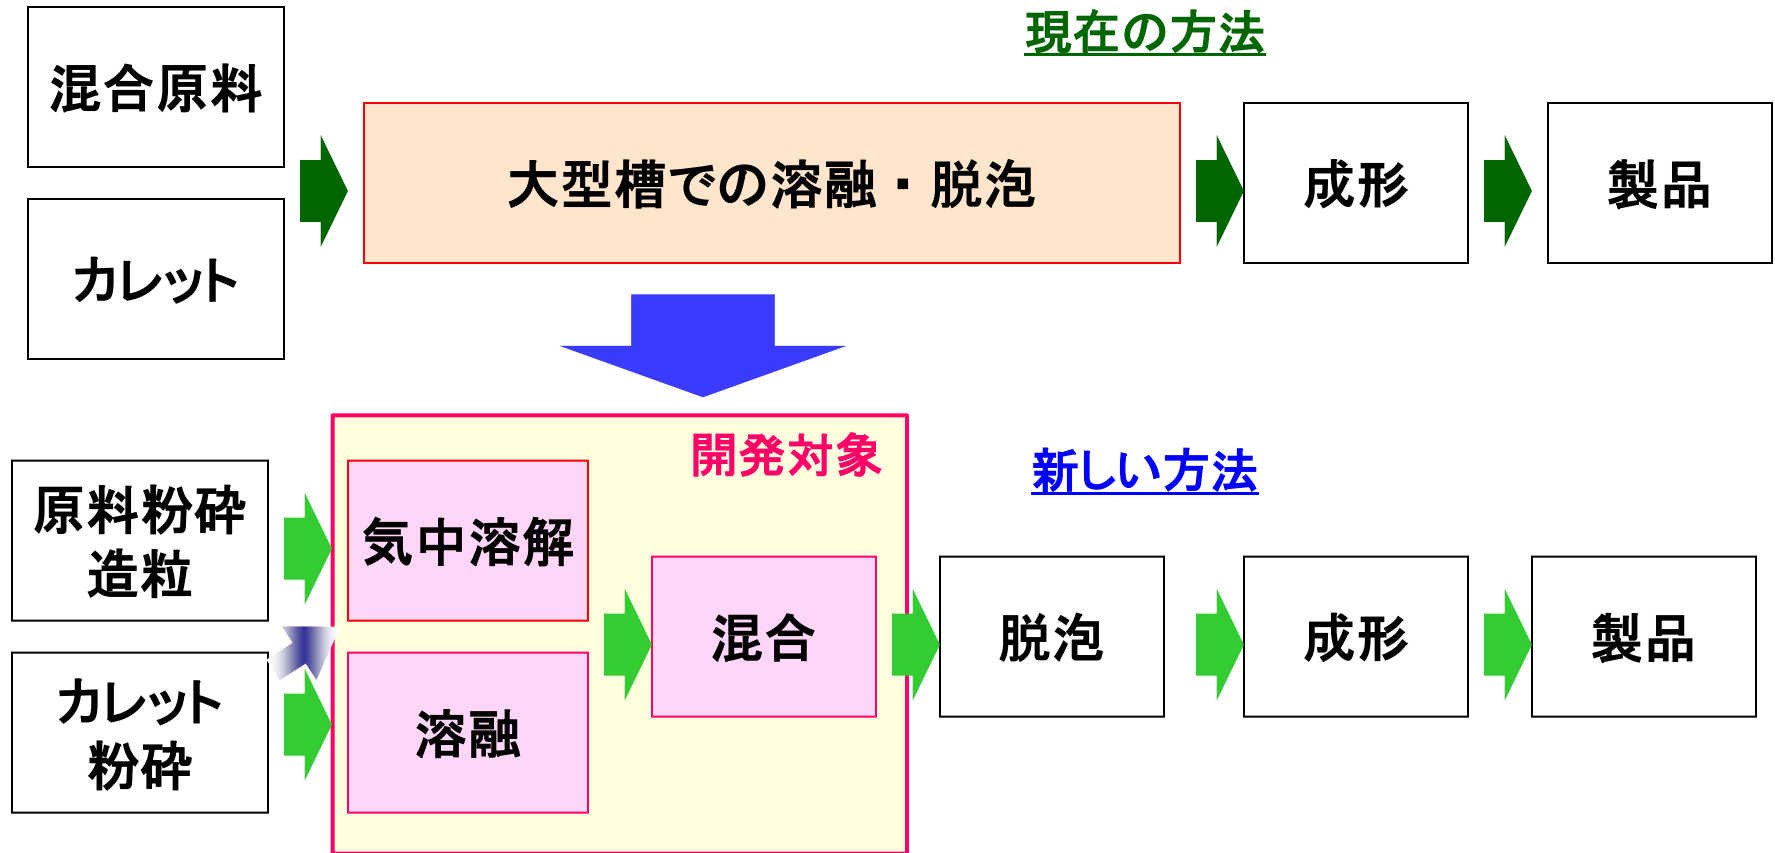 現在の方法
混合原料
カレット
大型槽での溶融・脱泡
成形
製品
開発対象
新しい方法
原料粉砕
造粒
カレット
粉砕
気中溶解
溶融
混合
脱泡
成形
製品